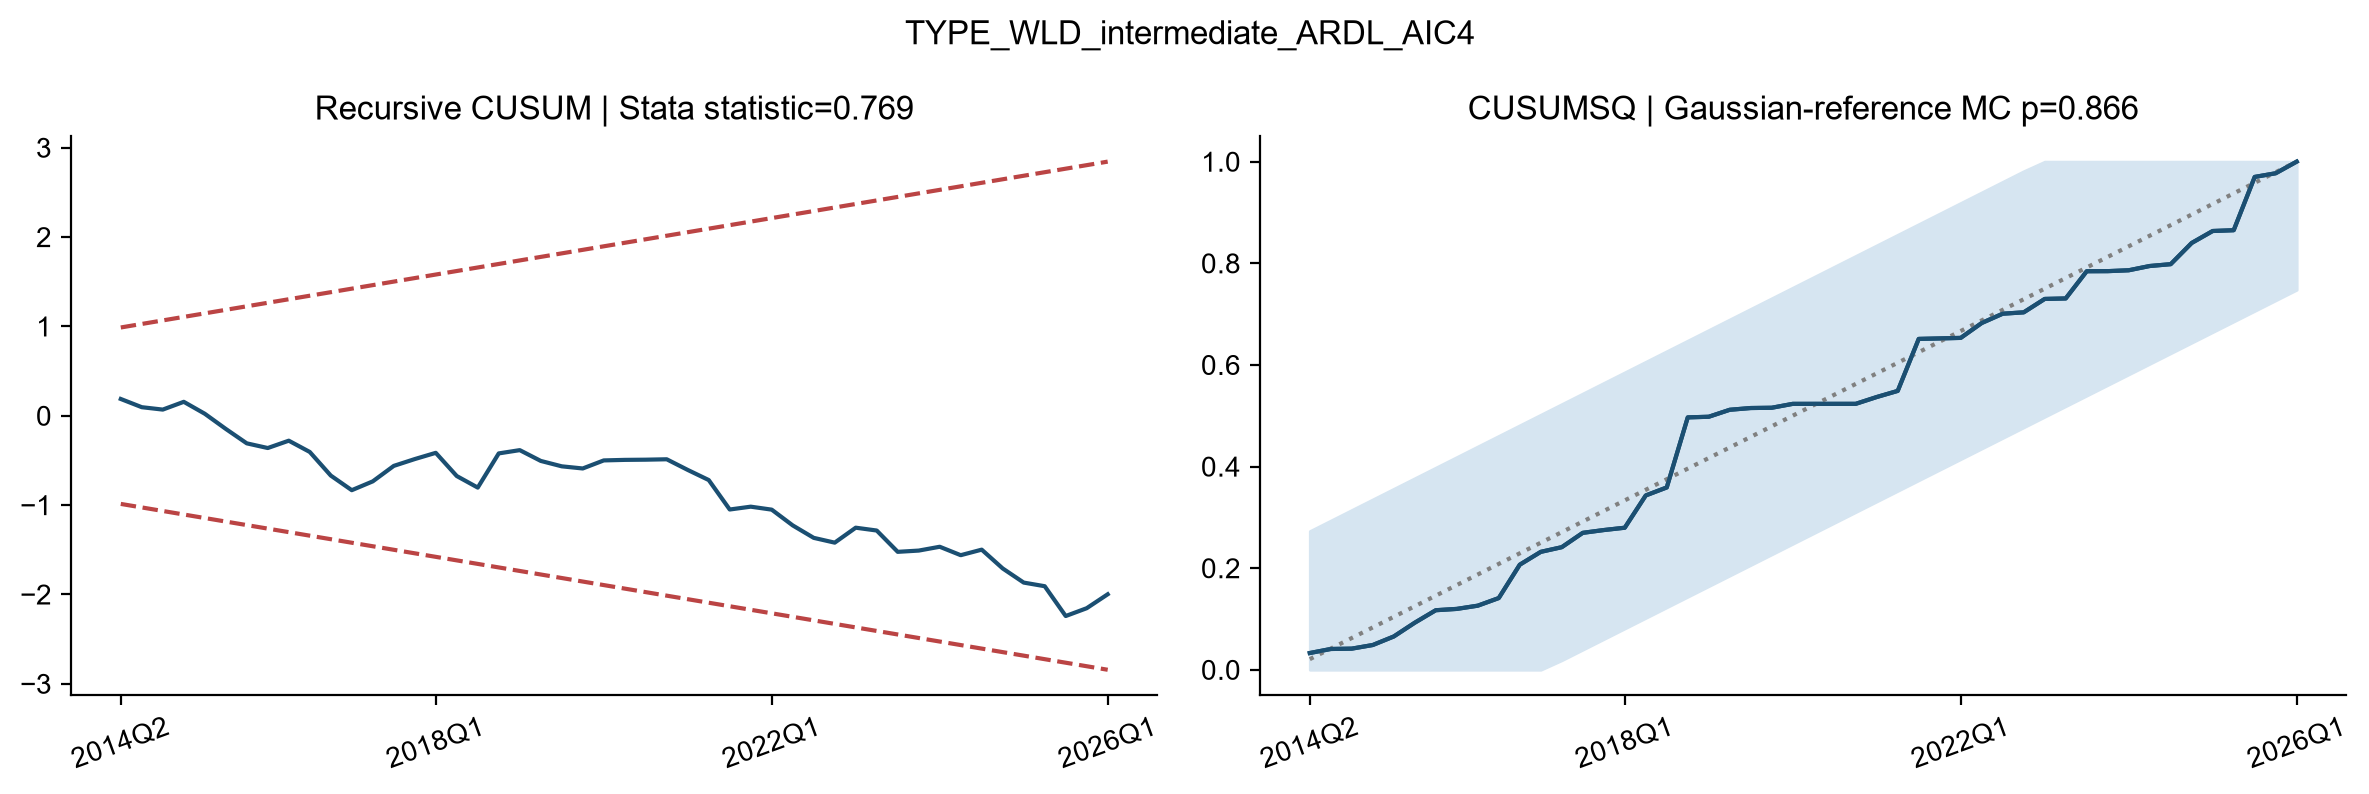 TYPE_WLD_intermediate_ARDL_AIC4
Recursive CUSUM | Stata statistic=0.769
3
2
1
0
−1
−2
−3
2014Q2
2018Q1
2022Q1
2026Q1
CUSUMSQ | Gaussian-reference MC p=0.866
1.0
0.8
0.6
0.4
0.2
0.0
2014Q2
2018Q1
2022Q1
2026Q1